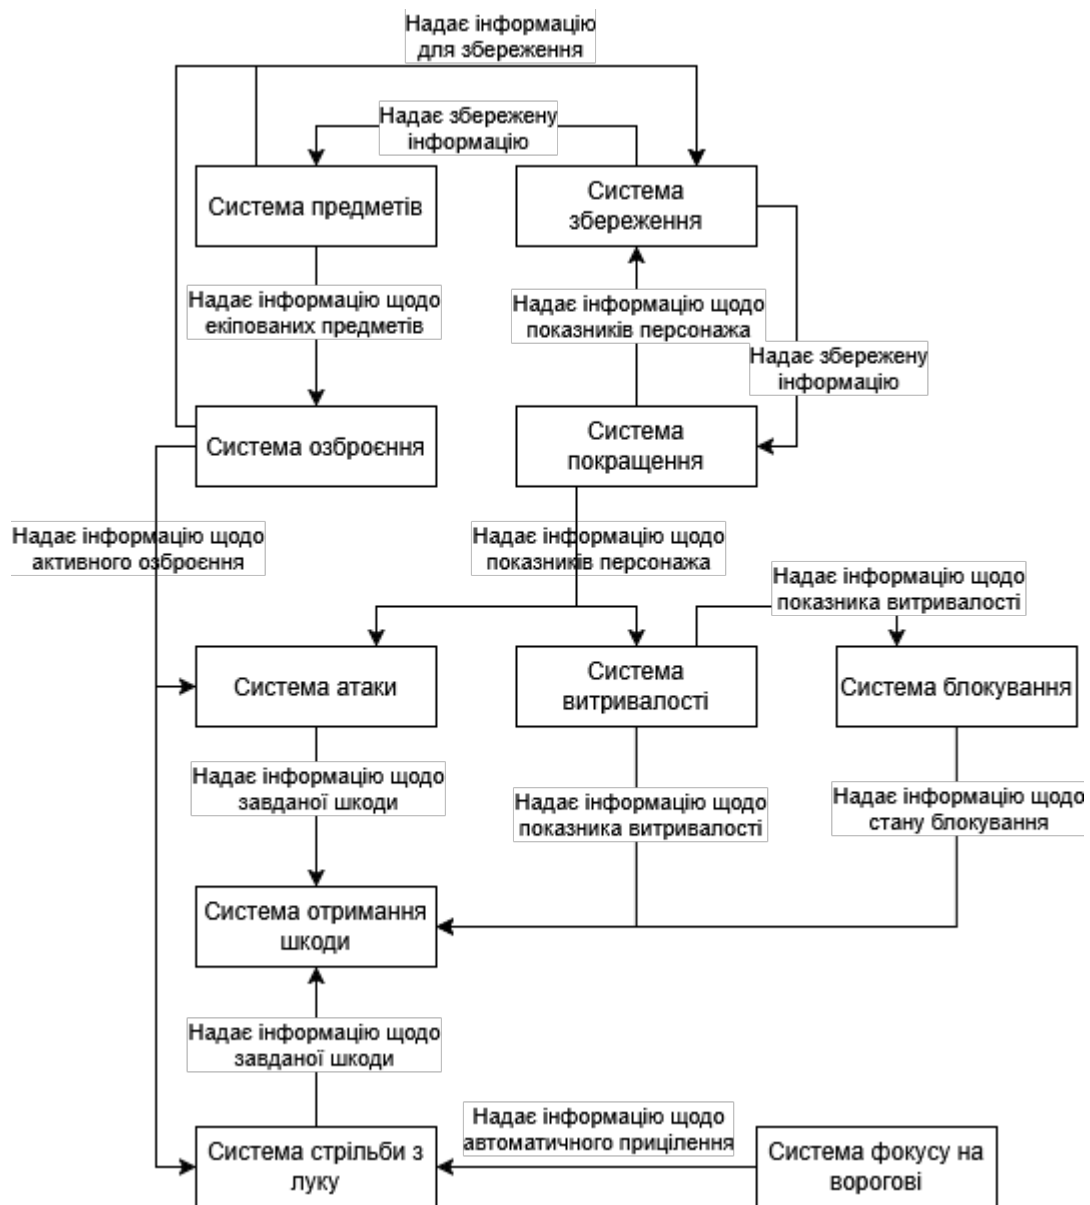 Надає інформацію
для збереження
Надає збережену
інформацію
Система предметів
Система
збереження
Надає інформацію щодо
екіпованих предметів
Надає інформацію щодо
показників персонажа
Надає збережену
інформацію
Система озброєння
Система
покращення
Надає інформацію щодо
активного озброєння
Надає інформацію щодо
показників персонажа
Надає інформацію щодо
показника витривалості
Система атаки
Система
витривалості
Система блокування
Надає інформацію щодо
завданої шкоди
Надає інформацію щодо
показника витривалості
Надає інформацію щодо
стану блокування
Система отримання
шкоди
Надає інформацію щодо
завданої шкоди
Надає інформацію щодо
автоматичного прицілення
Система стрільби з
луку
Система фокусу на
ворогові